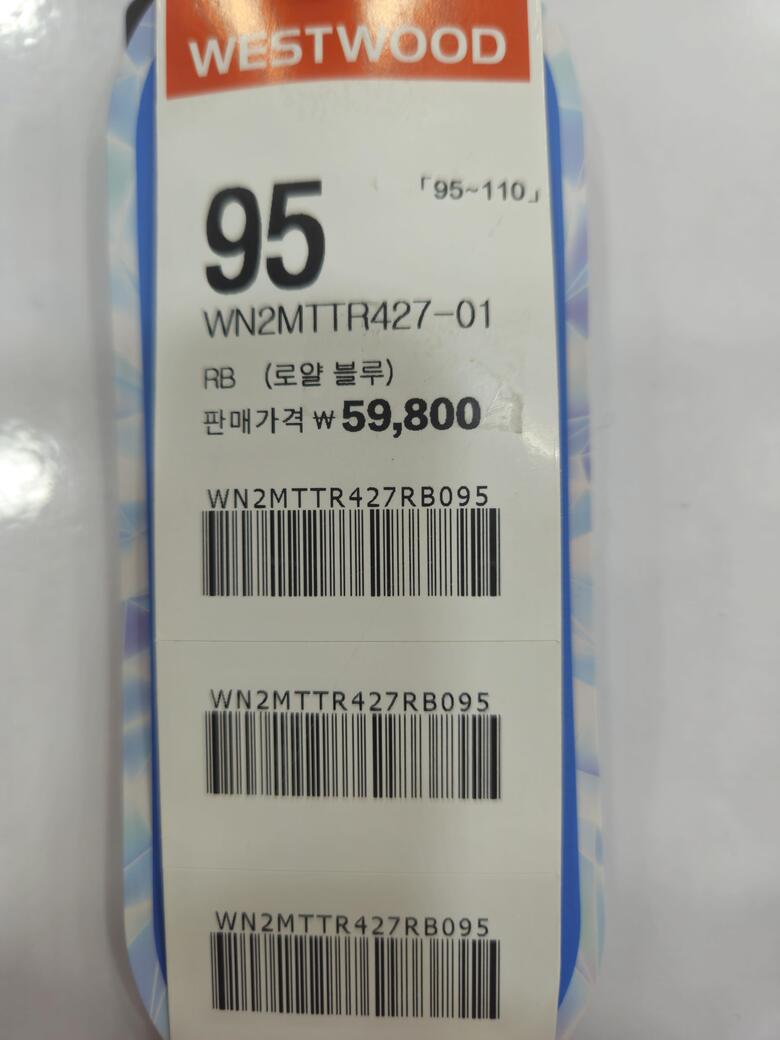 WESTWOOD
「95~110」
95
WN2MTTR427-01
RB (로얄 블루)
판매가격 ₩59,800
WN2MTTR427RB095
WN2MTTR427RB095
WN2MTTR427RB095